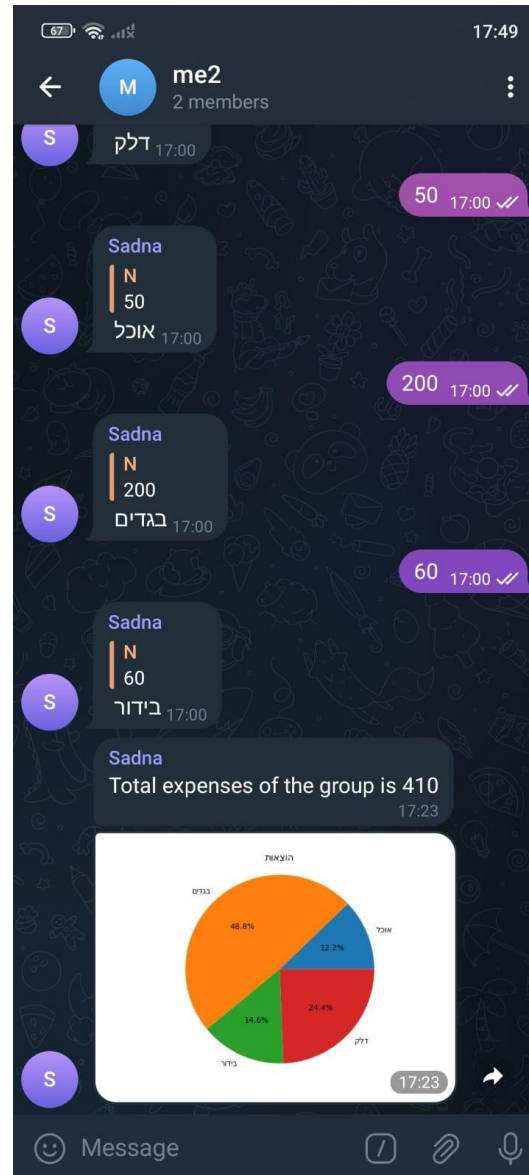 67
17:49
M
me2
2 members
S
דלק 17:00
50 17:00
Sadna
N
50
אוכל 17:00
S
200 17:00
Sadna
N
200
בגדים 17:00
S
60 17:00
Sadna
N
60
בידור 17:00
S
Sadna
Total expenses of the group is 410
17:23
הוצאות
בגדים
48.8%
אוכל
12.2%
24.4%
14.6%
דלק
בידור
17:23
S
Message
/